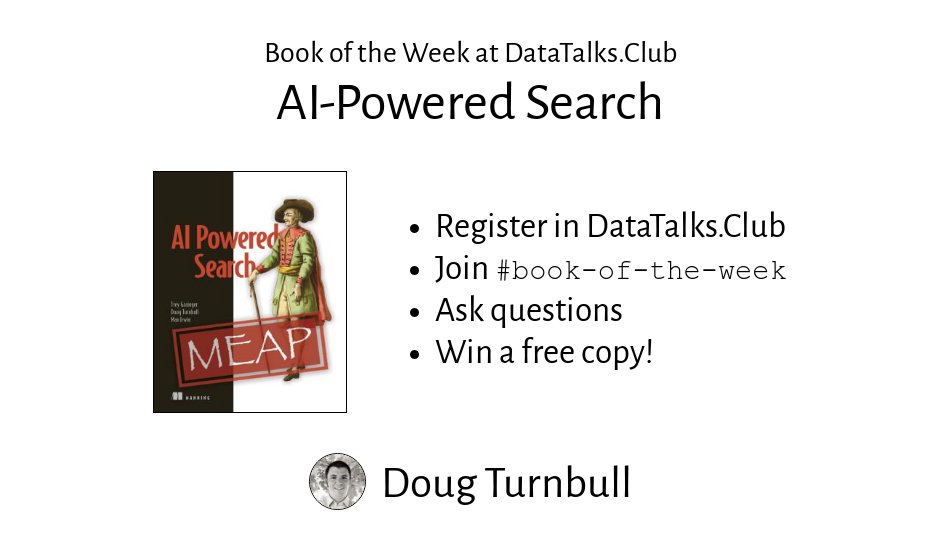 Book of the Week at DataTalks.Club
AI-Powered Search
AI Powered
Search
Trey Grainger
Doug Turnbull
Max Irwin
MEAP
MANNING
• Register in DataTalks.Club
• Join #book-of-the-week
• Ask questions
• Win a free copy!
Doug Turnbull